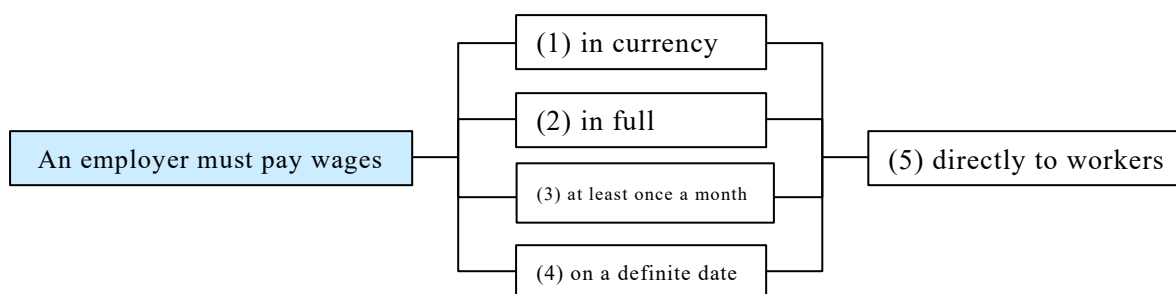 An employer must pay wages
(1) in currency
(2) in full
(3) at least once a month
(4) on a definite date
(5) directly to workers